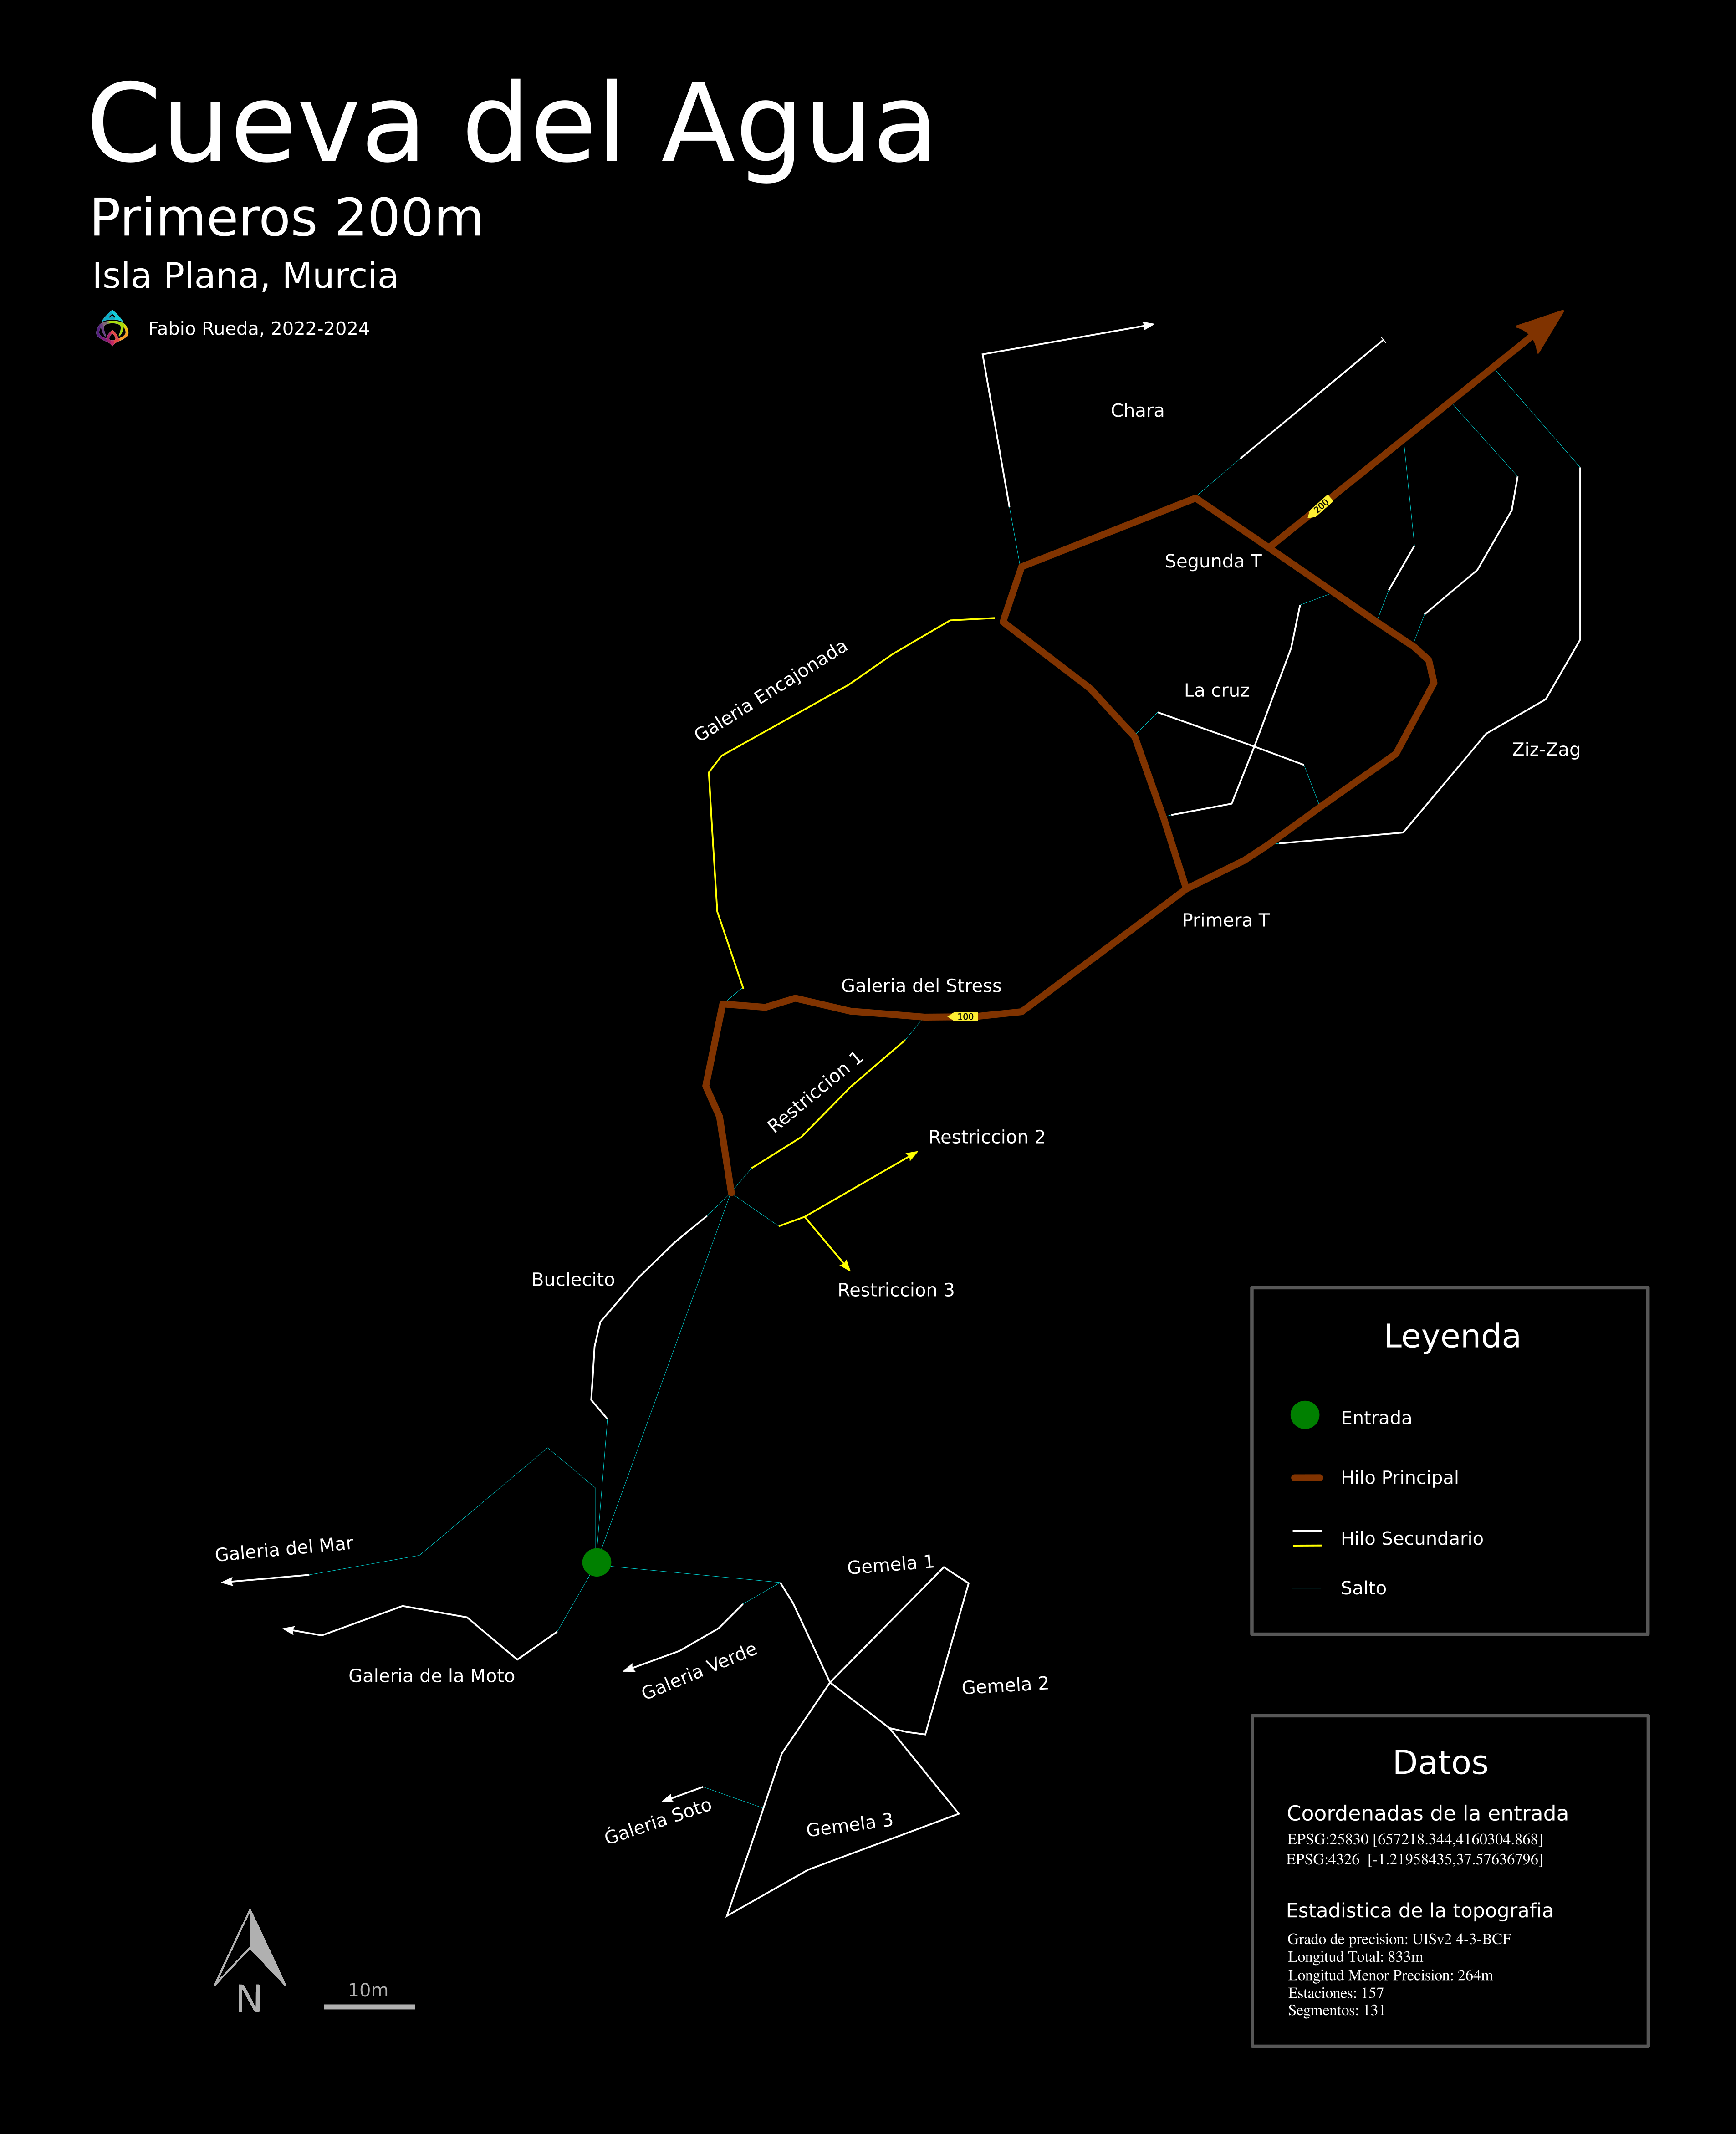 Cueva del Agua
Primeros 200m
Isla Plana, Murcia
Fabio Rueda, 2022-2024
Chara
200
Segunda T
Galeria Encajonada
La cruz
Ziz-Zag
Primera T
Galeria del Stress
100
Restriccion 1
Restriccion 2
Restriccion 3
Buclecito
Galeria del Mar
Galeria de la Moto
Galeria Verde
Gemela 1
Gemela 2
Gemela 3
Ǵaleria Soto
N
10m
Leyenda
Entrada
Hilo Principal
Hilo Secundario
Salto
Datos
Coordenadas de la entrada
EPSG:25830 [657218.344,4160304.868]
EPSG:4326 [-1.21958435,37.57636796]
Estadistica de la topografia
Grado de precision: UISv2 4-3-BCF
Longitud Total: 833m
Longitud Menor Precision: 264m
Estaciones: 157
Segmentos: 131